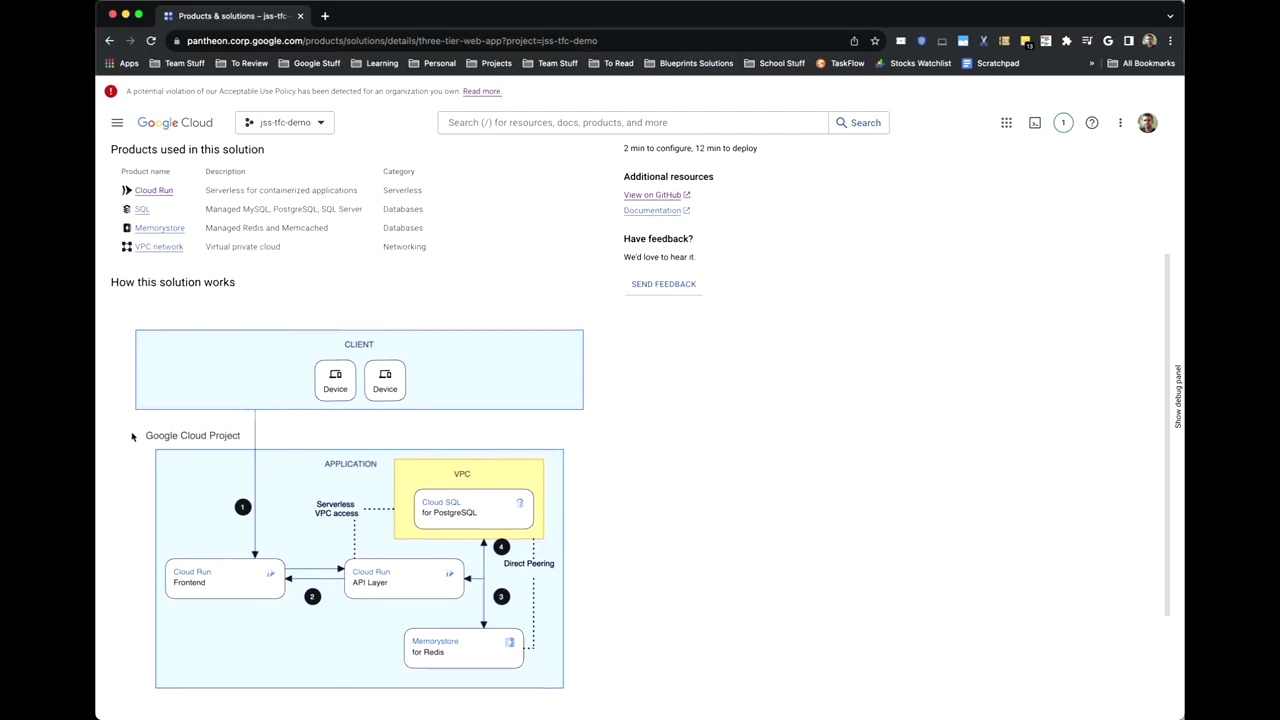 Products & solutions – jss-tfc-
pantheon.corp.google.com/products/solutions/details/three-tier-web-app?project=jss-tfc-demo
13
Apps Team Stuff To Review Google Stuff Learning Personal Projects Team Stuff To Read Blueprints Solutions School Stuff TaskFlow Stocks Watchlist Scratchpad » All Bookmarks
A potential violation of our Acceptable Use Policy has been detected for an organization you own. Read more.
Google Cloud jss-tfc-demo Search (/) for resources, docs, products, and more Search 1
Products used in this solution
Product name Description Category
Cloud Run Serverless for containerized applications Serverless
SQL Managed MySQL, PostgreSQL, SQL Server Databases
Memorystore Managed Redis and Memcached Databases
VPC network Virtual private cloud Networking
2 min to configure, 12 min to deploy
Additional resources
View on GitHub
Documentation
Have feedback?
We'd love to hear it.
SEND FEEDBACK
Show debug panel
How this solution works
CLIENT
Device Device
Google Cloud Project
APPLICATION
VPC
Cloud SQL
for PostgreSQL
Serverless
VPC access
1
4
Direct Peering
Cloud Run
Frontend
Cloud Run
API Layer
2
3
Memorystore
for Redis